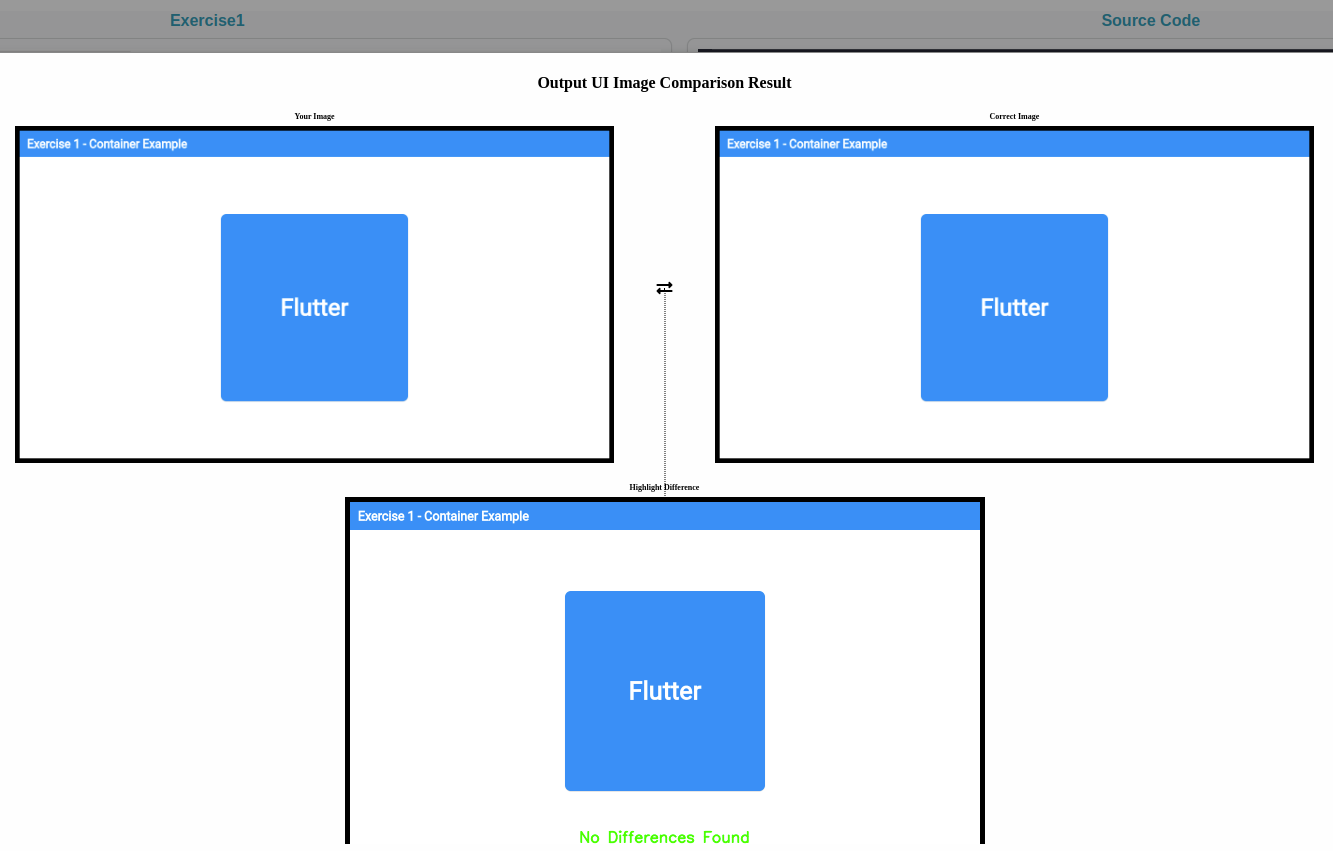 Exercise1
Source Code
Output UI Image Comparison Result
Your Image
Correct Image
Exercise 1 - Container Example
Exercise 1 - Container Example
Flutter
Flutter
Highlight Difference
Exercise 1 - Container Example
Flutter
No Differences Found